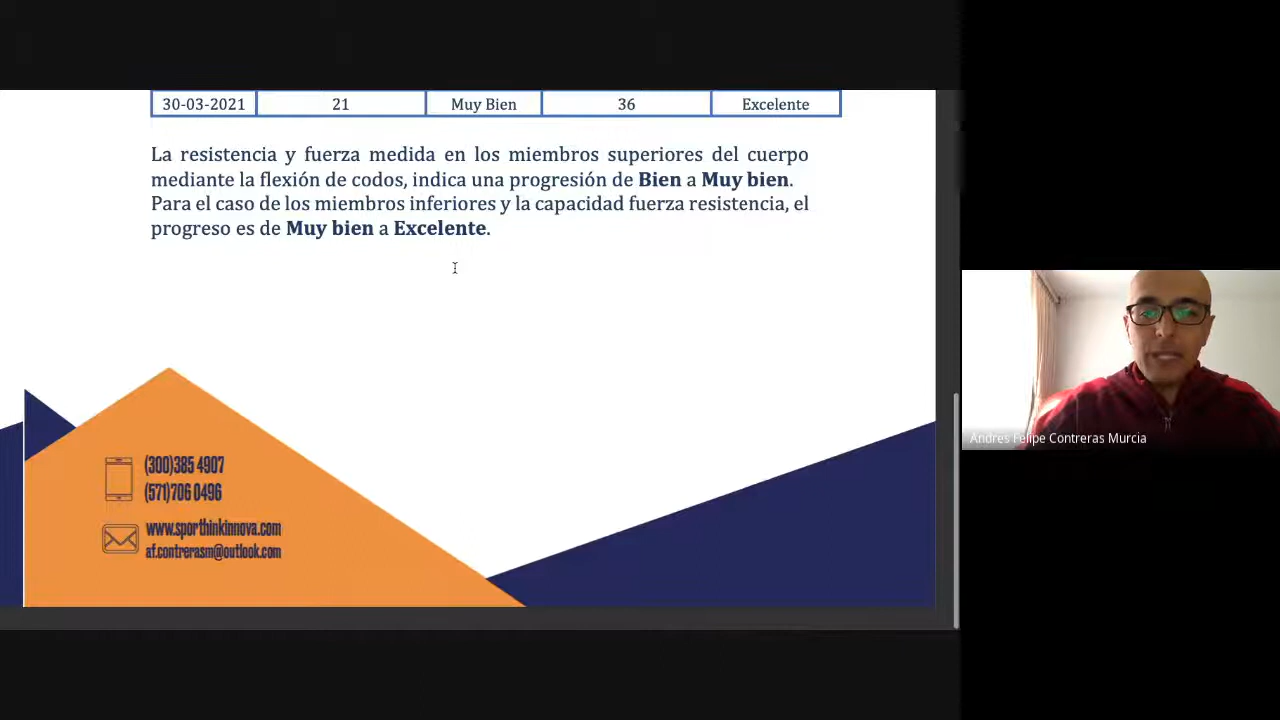 30-03-2021 21 Muy Bien 36 Excelente
La resistencia y fuerza medida en los miembros superiores del cuerpo
mediante la flexión de codos, indica una progresión de Bien a Muy bien.
Para el caso de los miembros inferiores y la capacidad fuerza resistencia, el
progreso es de Muy bien a Excelente.
(300)385 4907
(571)706 0496
www.sporthinkinnova.com
af.contrerasm@outlook.com
Andres Felipe Contreras Murcia